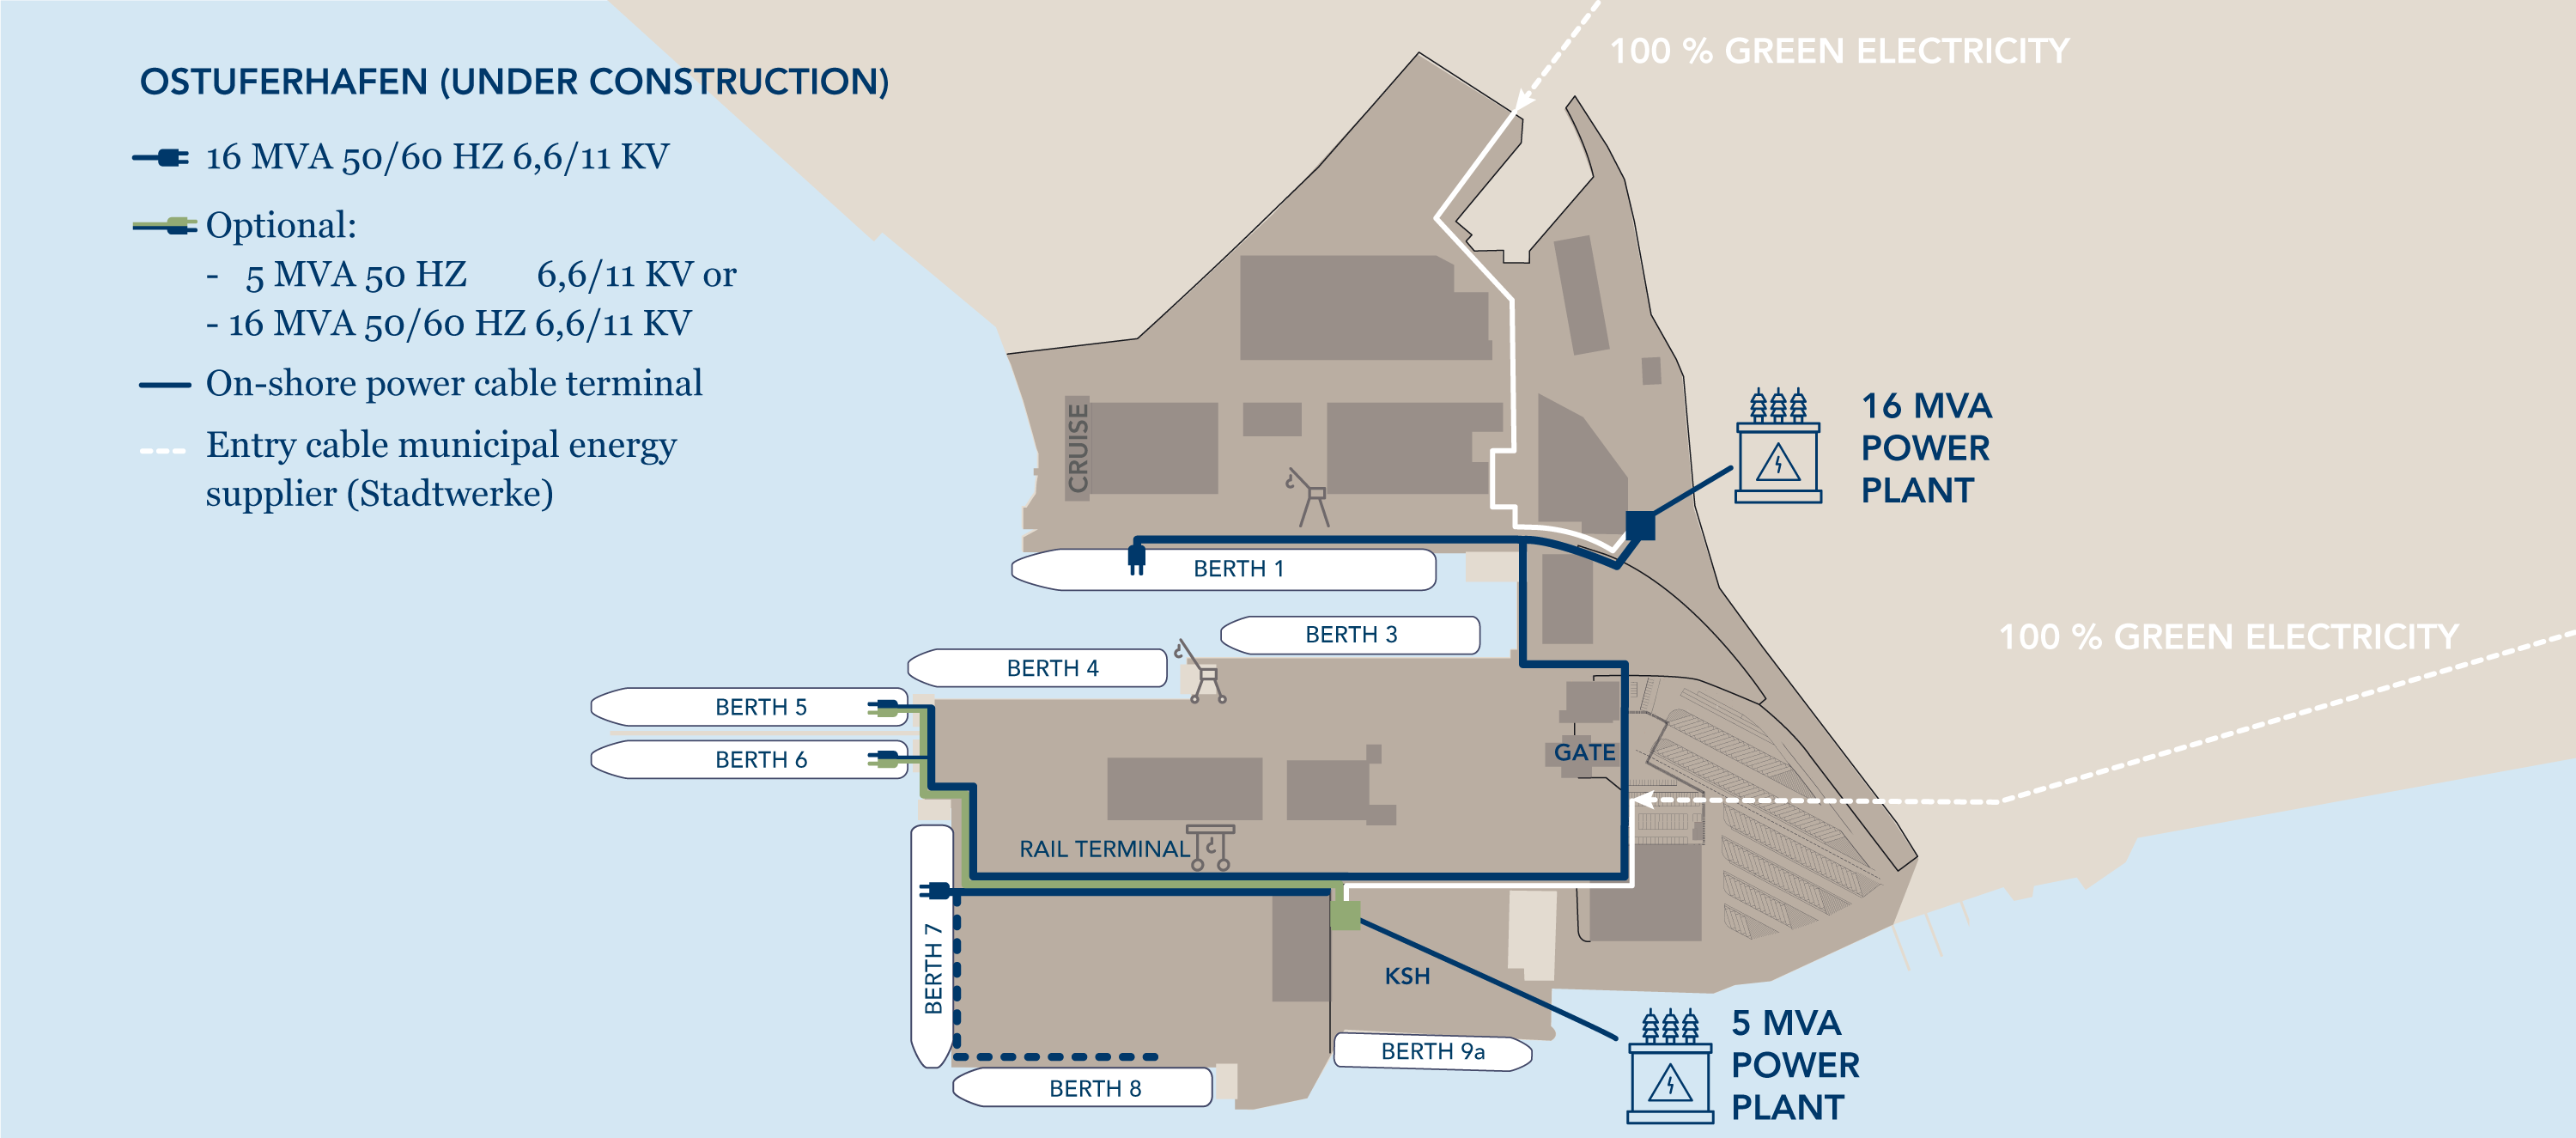 OSTUFERHAFEN (UNDER CONSTRUCTION)
16 MVA 50/60 HZ 6,6/11 KV
Optional:
- 5 MVA 50 HZ 6,6/11 KV or
- 16 MVA 50/60 HZ 6,6/11 KV
On-shore power cable terminal
Entry cable municipal energy
supplier (Stadtwerke)
100 % GREEN ELECTRICITY
CRUISE
16 MVA
POWER
PLANT
BERTH 1
BERTH 3
100 % GREEN ELECTRICITY
BERTH 4
BERTH 5
BERTH 6
GATE
RAIL TERMINAL
BERTH 7
KSH
BERTH 9a
BERTH 8
5 MVA
POWER
PLANT